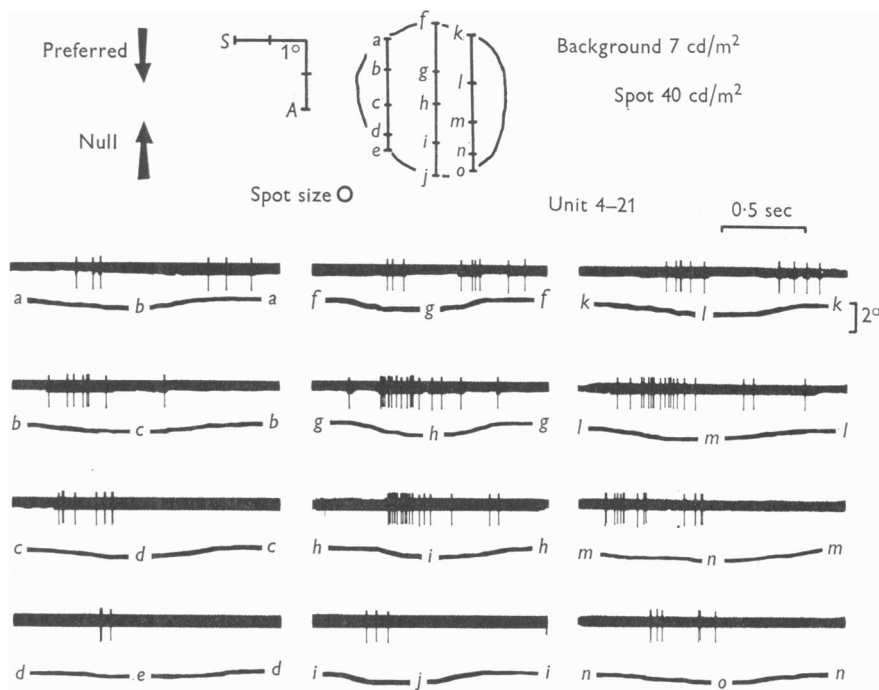 Preferred
Null
S
1°
A
a
b
c
d
e
f
g
h
i
j
k
l
m
n
o
Background 7 cd/m²
Spot 40 cd/m²
Spot size
Unit 4–21
0·5 sec
a b a
f g f
k l k
2°
b c b
g h g
l m l
c d c
h i h
m n m
d e d
i j i
n o n